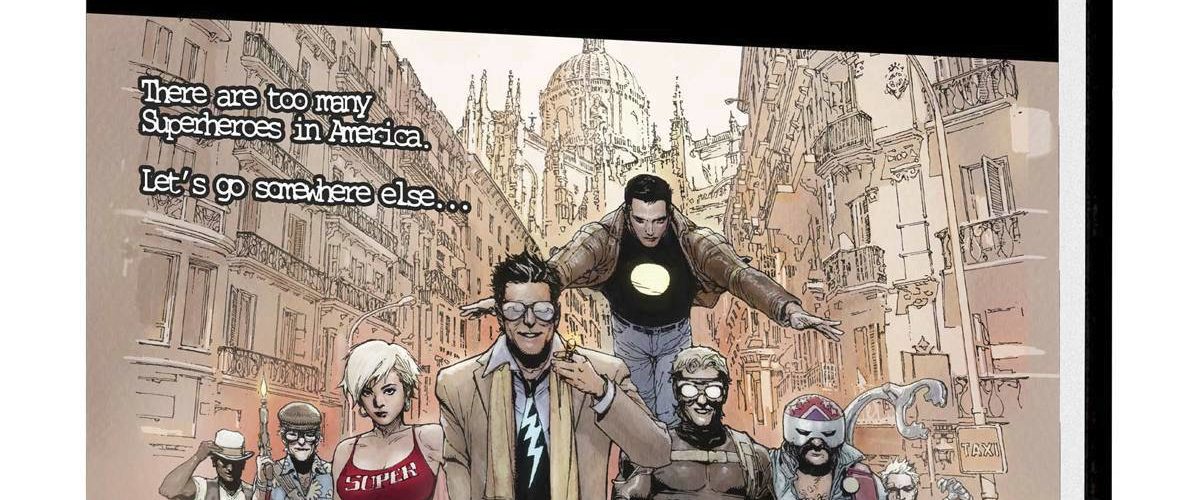 There are too many
Superheroes in America.
Let's go somewhere else...
SUPER
TAXI